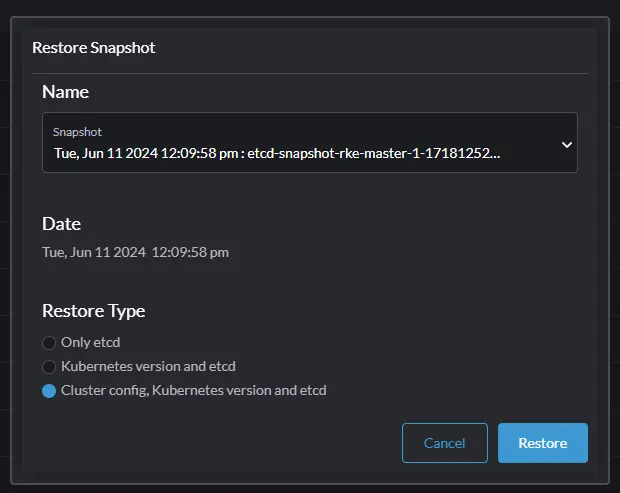 Restore Snapshot
Name
Snapshot
Tue, Jun 11 2024 12:09:58 pm : etcd-snapshot-rke-master-1-17181252...
Date
Tue, Jun 11 2024 12:09:58 pm
Restore Type
Only etcd
Kubernetes version and etcd
Cluster config, Kubernetes version and etcd
Cancel Restore